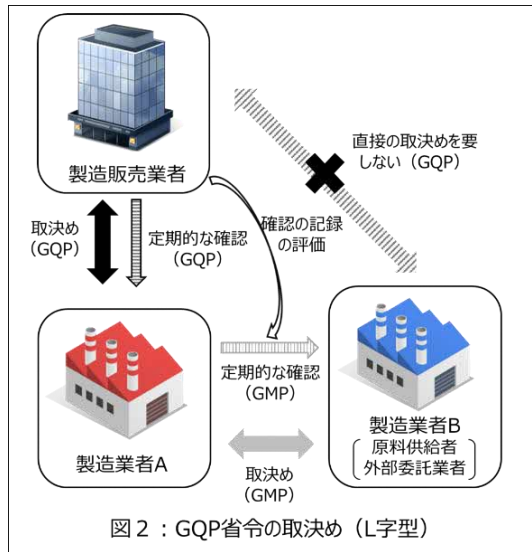 製造販売業者
直接の取決めを要
しない（GQP）
取決め
（GQP）
定期的な確認
（GQP）
確認の記録
の評価
定期的な確認
（GMP）
製造業者A
取決め
（GMP）
製造業者B
原料供給者
外部委託業者
図２：GQP省令の取決め（L字型）